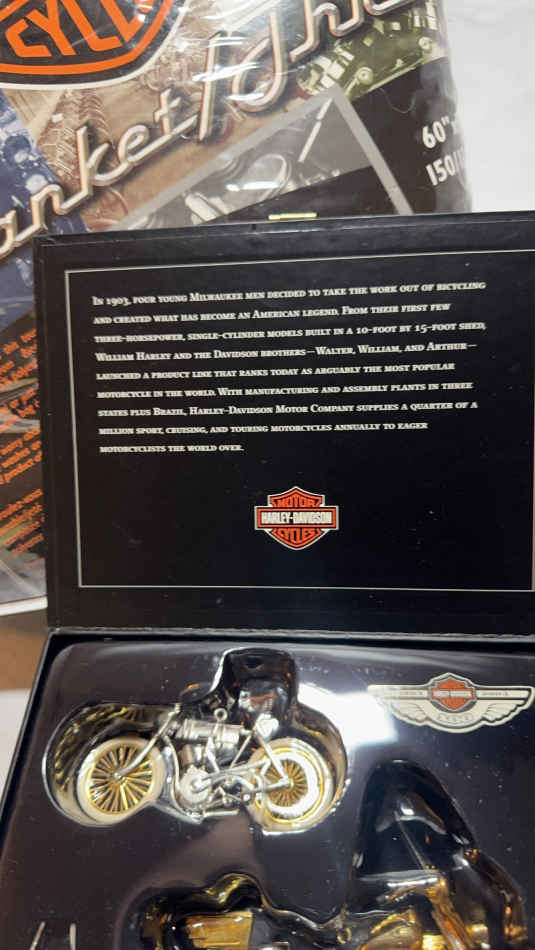 CYCLE
anket/
60"
150/
In 1903, four young Milwaukee men decided to take the work out of bicycling
and created what has become an American legend. From their first few
three-horsepower, single-cylinder models built in a 10-foot by 15-foot shed,
William Harley and the Davidson brothers—Walter, William, and Arthur—
launched a product line that ranks today as arguably the most popular
motorcycle in the world. With manufacturing and assembly plants in three
states plus Brazil, Harley-Davidson Motor Company supplies a quarter of a
million sport, cruising, and touring motorcycles annually to eager
motorcyclists the world over.
MOTOR
HARLEY-DAVIDSON
CYCLES
HARLEY-DAVIDSON